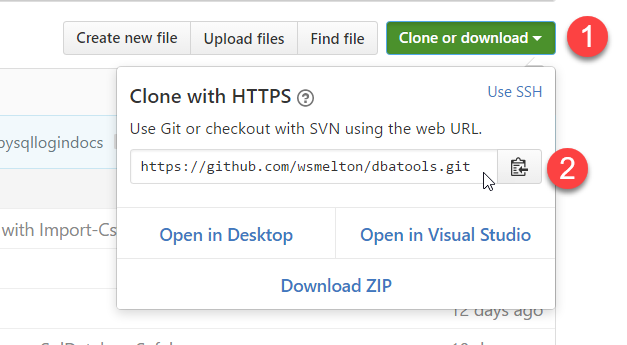 Create new file Upload files Find file Clone or download 1
Clone with HTTPS ? Use SSH
Use Git or checkout with SVN using the web URL.
pysqllogindocs
https://github.com/wsmelton/dbatools.git 2
with Import-Cs
Open in Desktop Open in Visual Studio
Download ZIP
12 days ago